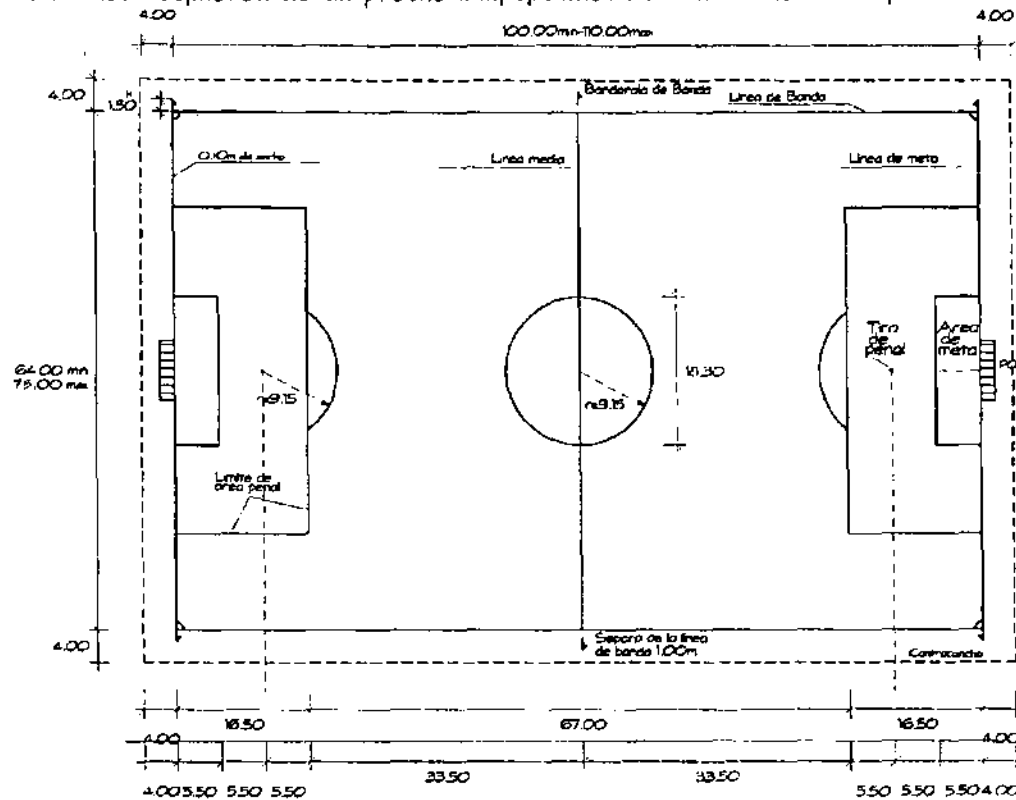 4.00
4.00
100.00min-110.00max
4.00
1.50
Banderola de Banda
Linea de Banda
0.10m de ancho
Linea media
Linea de meta
Tiro
de
penal
Area
de
meta
64.00 min
75.00 max
18.30
r=9.15
r=9.15
Limite de
area penal
4.00
Separa de la linea
de banda 1.00m
Contracancha
16.50
67.00
16.50
4.00
4.00
33.50
33.50
4.00 5.50 5.50 5.50
5.50 5.50 5.50 4.00